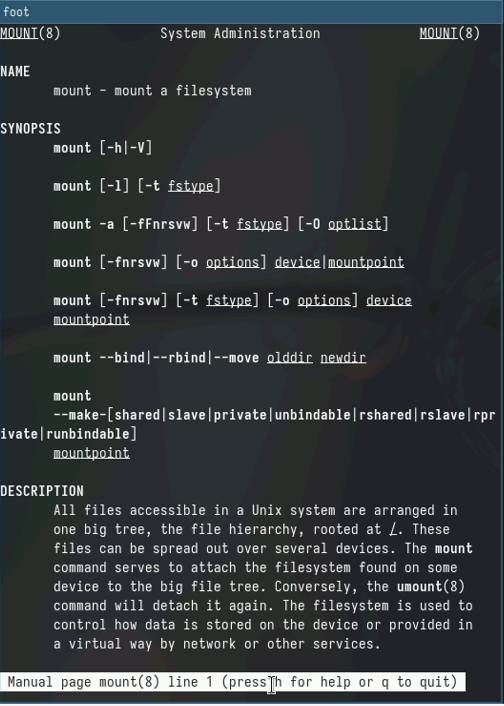 foot
MOUNT(8) System Administration MOUNT(8)
NAME
mount - mount a filesystem
SYNOPSIS
mount [-h|-V]
mount [-l] [-t fstype]
mount -a [-fFnrsvw] [-t fstype] [-O optlist]
mount [-fnrsvw] [-o options] device|mountpoint
mount [-fnrsvw] [-t fstype] [-o options] device
mountpoint
mount --bind|--rbind|--move olddir newdir
mount
--make-[shared|slave|private|unbindable|rshared|rslave|rpr
ivate|runbindable]
mountpoint
DESCRIPTION
All files accessible in a Unix system are arranged in
one big tree, the file hierarchy, rooted at /. These
files can be spread out over several devices. The mount
command serves to attach the filesystem found on some
device to the big file tree. Conversely, the umount(8)
command will detach it again. The filesystem is used to
control how data is stored on the device or provided in
a virtual way by network or other services.
Manual page mount(8) line 1 (press h for help or q to quit)